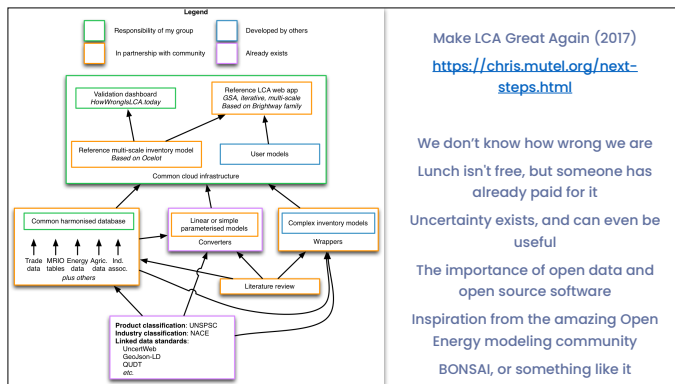 Legend
Responsibility of my group
Developed by others
In partnership with community
Already exists
Validation dashboard
HowWrongIsLCA.today
Reference LCA web app
GSA, iterative, multi-scale
Based on Brightway family
Reference multi-scale inventory model
Based on Ocelot
User models
Common cloud infrastructure
Common harmonised database
Trade data
MRIO tables
Energy data
Agric. data
Ind. assoc.
plus others
Linear or simple
parameterised models
Converters
Complex inventory models
Wrappers
Literature review
Product classification: UNSPSC
Industry classification: NACE
Linked data standards:
UncertWeb
GeoJson-LD
QUDT
etc.
Make LCA Great Again (2017)
https://chris.mutel.org/next-
steps.html
We don’t know how wrong we are
Lunch isn't free, but someone has
already paid for it
Uncertainty exists, and can even be
useful
The importance of open data and
open source software
Inspiration from the amazing Open
Energy modeling community
BONSAI, or something like it